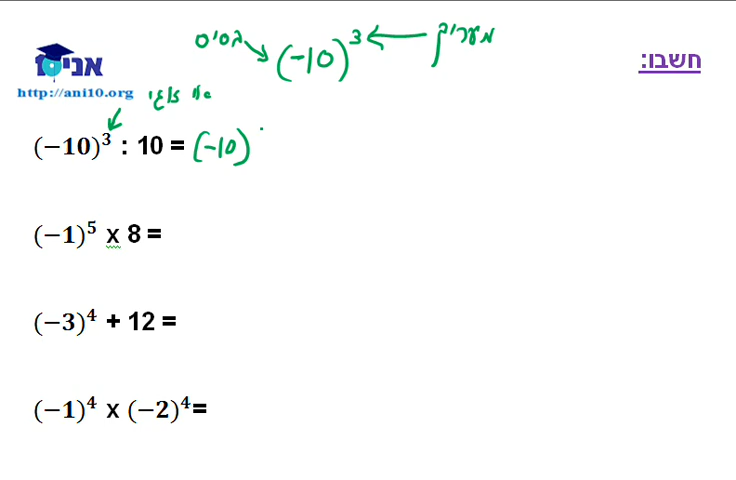 חשבו:
בסיס (-10)³ מעריך
אני10
http://ani10.org
לא זוגי
(−10)³ : 10 = (-10)
(−1)⁵ x 8 =
(−3)⁴ + 12 =
(−1)⁴ x (−2)⁴=